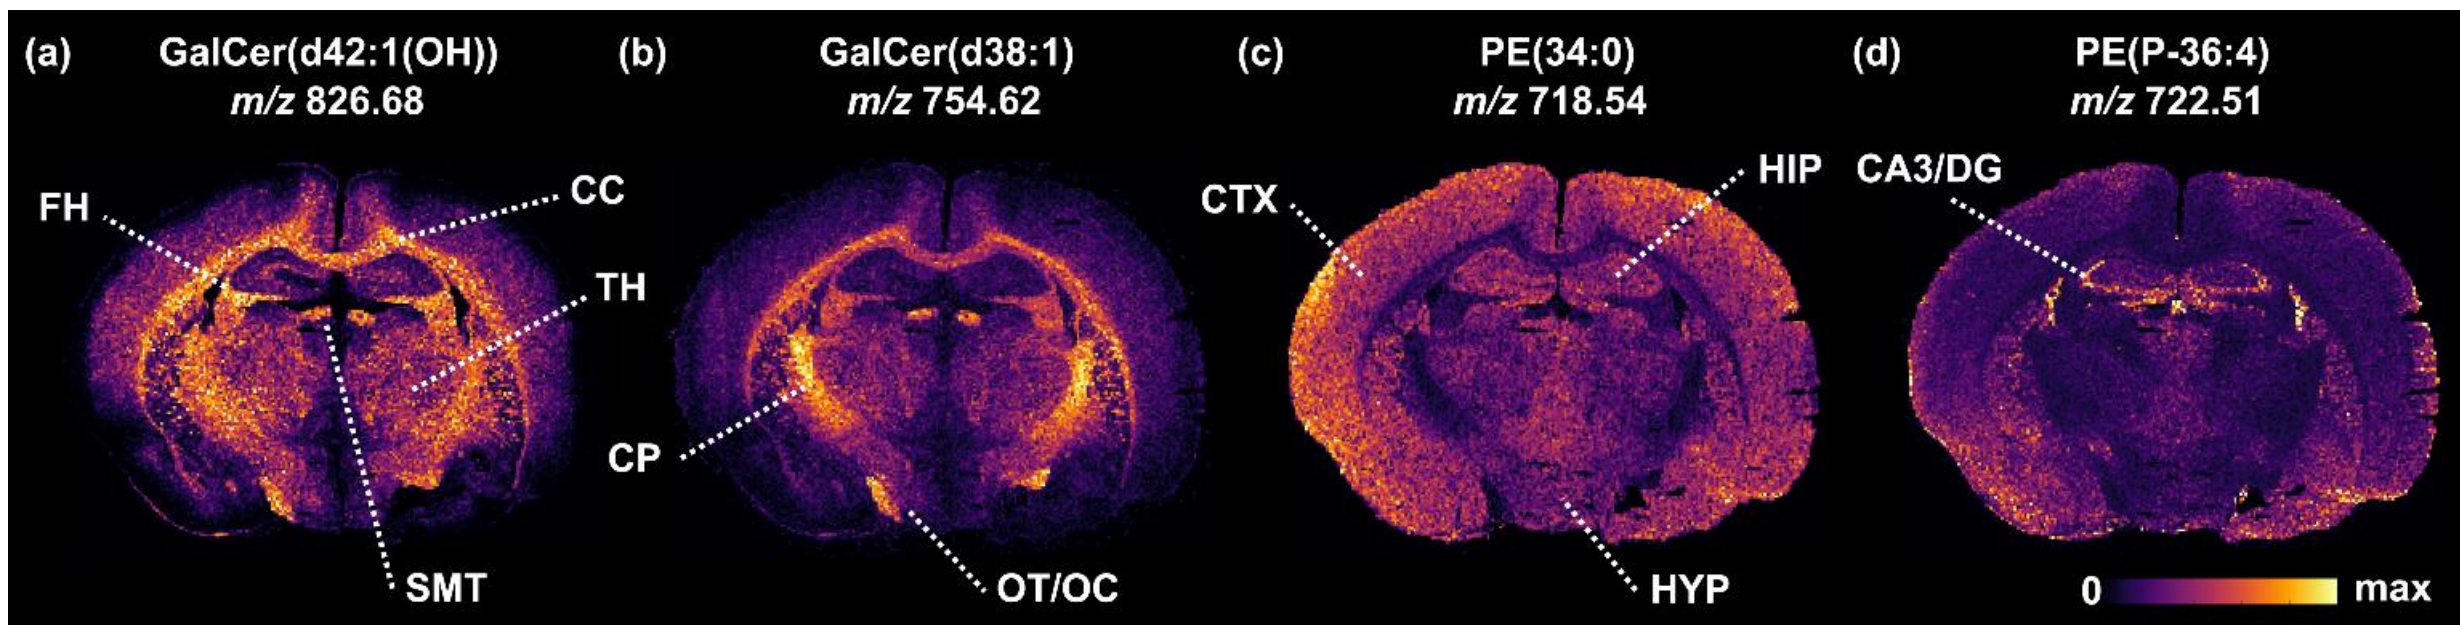 (a) GalCer(d42:1(OH))
m/z 826.68
FH
CC
TH
SMT
(b) GalCer(d38:1)
m/z 754.62
CP
OT/OC
(c) PE(34:0)
m/z 718.54
CTX
HIP
HYP
(d) PE(P-36:4)
m/z 722.51
CA3/DG
0 max